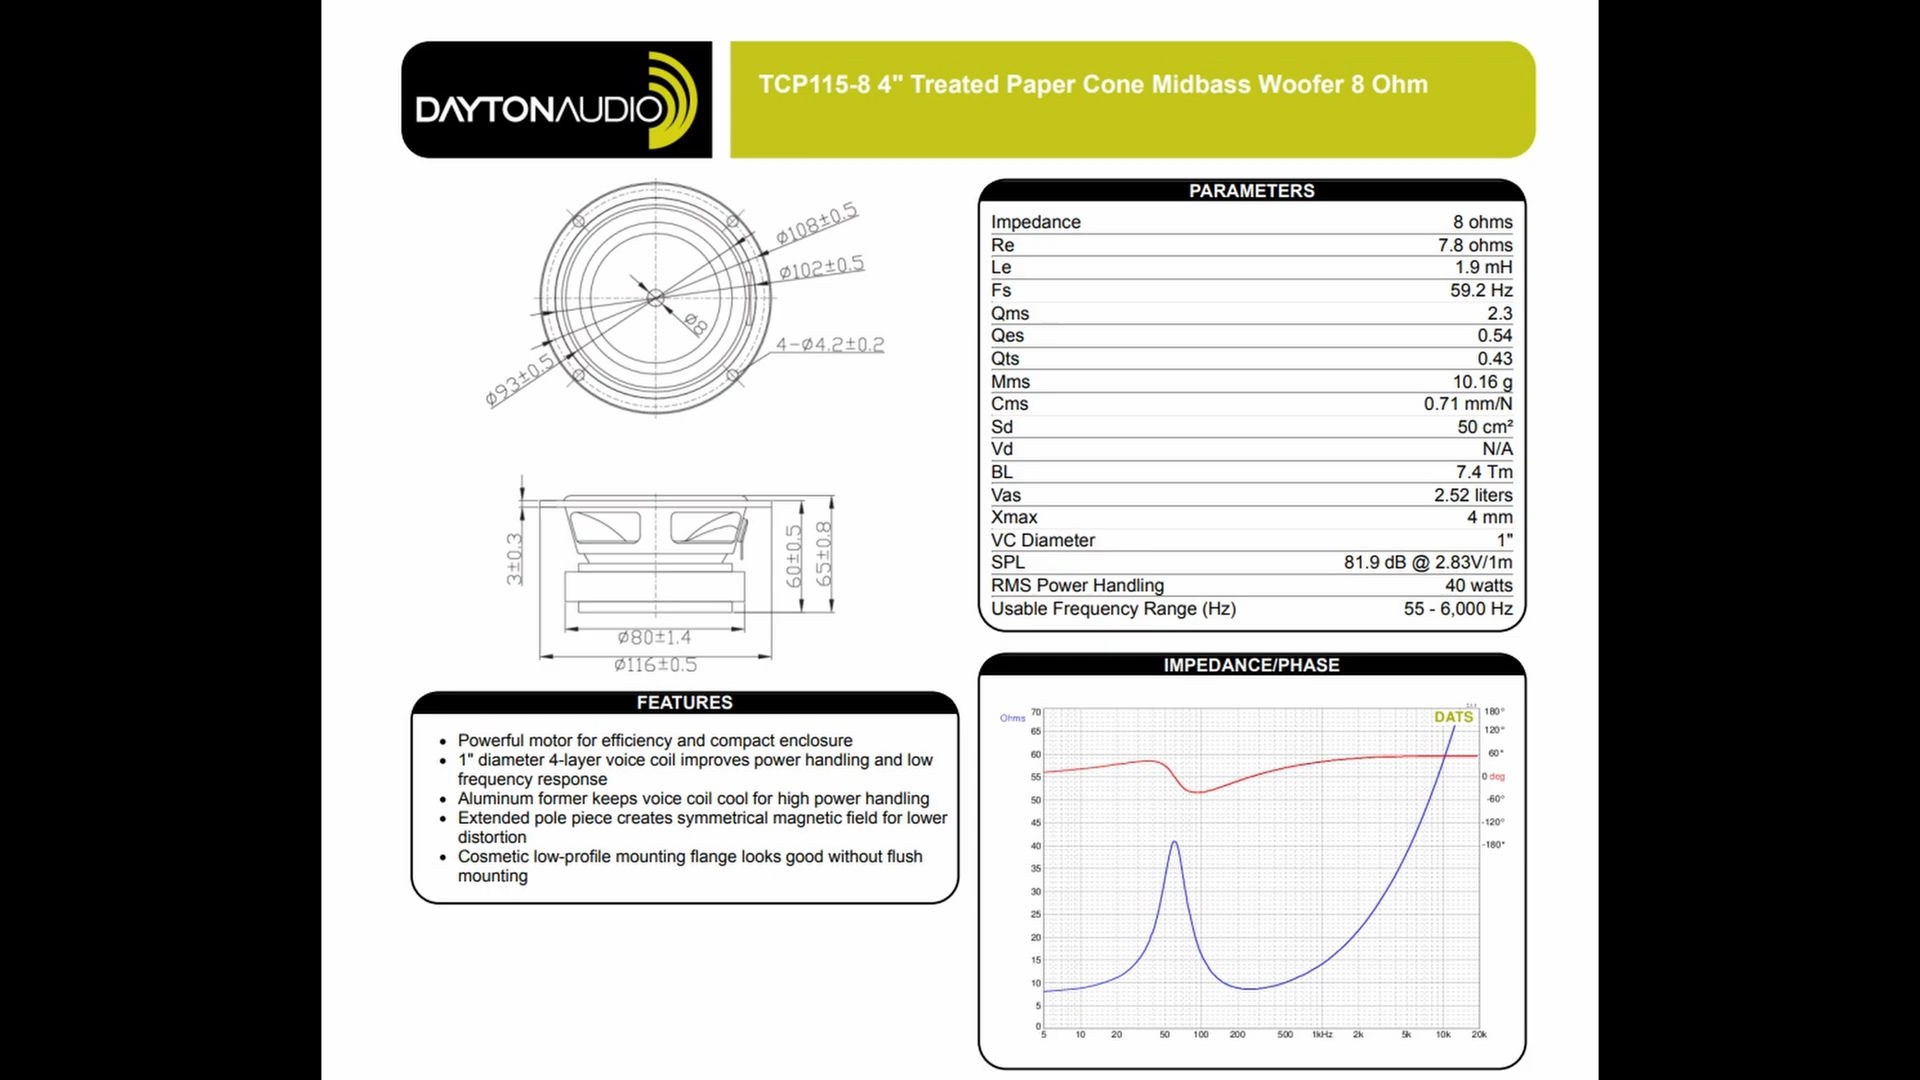 DAYTONAUDIO
TCP115-8 4" Treated Paper Cone Midbass Woofer 8 Ohm
ø108±0.5
ø102±0.5
ø8
4-ø4.2±0.2
ø93±0.5
3±0.3
60±0.5
65±0.8
ø80±1.4
ø116±0.5
FEATURES
• Powerful motor for efficiency and compact enclosure
• 1" diameter 4-layer voice coil improves power handling and low
frequency response
• Aluminum former keeps voice coil cool for high power handling
• Extended pole piece creates symmetrical magnetic field for lower
distortion
• Cosmetic low-profile mounting flange looks good without flush
mounting
PARAMETERS
Impedance 8 ohms
Re 7.8 ohms
Le 1.9 mH
Fs 59.2 Hz
Qms 2.3
Qes 0.54
Qts 0.43
Mms 10.16 g
Cms 0.71 mm/N
Sd 50 cm²
Vd N/A
BL 7.4 Tm
Vas 2.52 liters
Xmax 4 mm
VC Diameter 1"
SPL 81.9 dB @ 2.83V/1m
RMS Power Handling 40 watts
Usable Frequency Range (Hz) 55 - 6,000 Hz
IMPEDANCE/PHASE
Ohms
70
65
60
55
50
45
40
35
30
25
20
15
10
5
0
DATS
180°
120°
60°
0 deg
-60°
-120°
-180°
5 10 20 50 100 200 500 1kHz 2k 5k 10k 20k